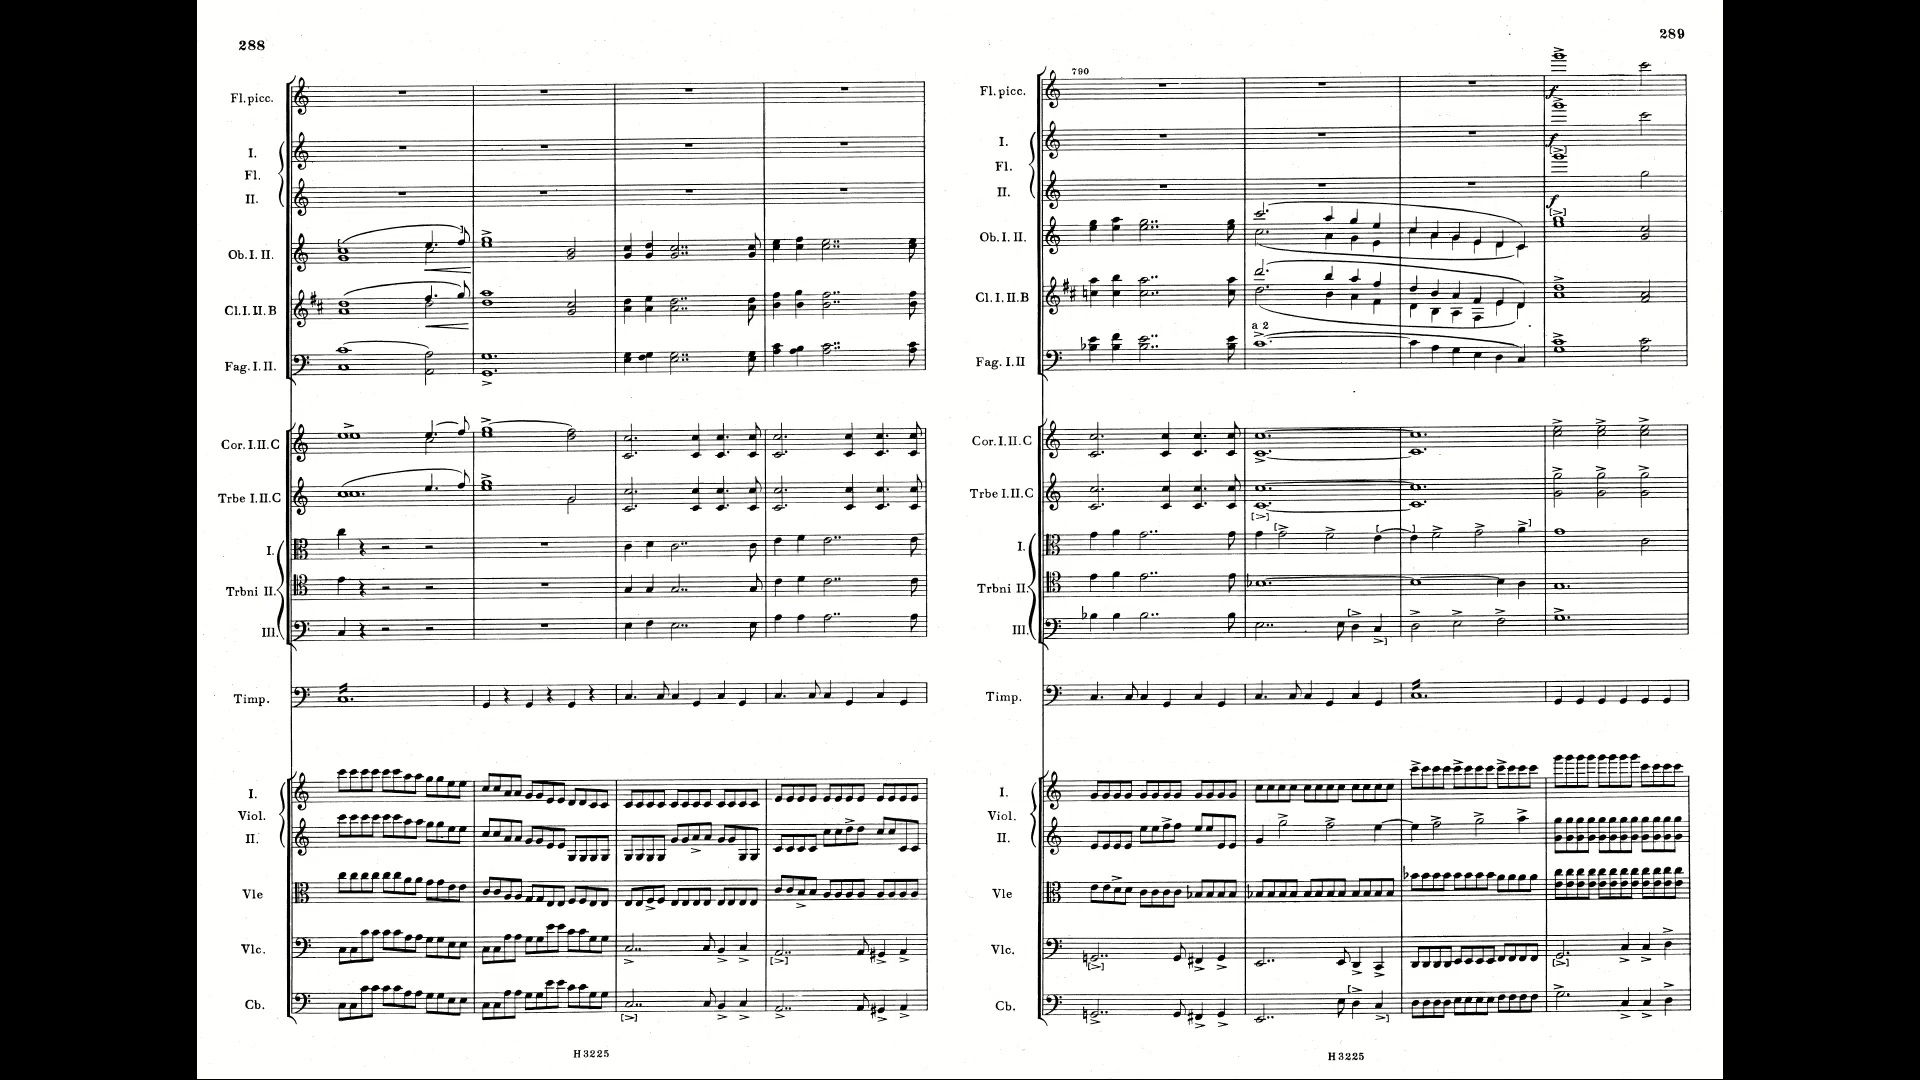 288
Fl. picc.
I.
Fl.
II.
Ob. I. II.
Cl. I. II. B
Fag. I. II.
Cor. I. II. C
Trbe I. II. C
I.
Trbni II.
III.
Timp.
I.
Viol.
II.
Vle
Vlc.
Cb.
H 3225
289
790
Fl. picc.
I.
Fl.
II.
f
f
f
Ob. I. II.
Cl. I. II. B
a 2
Fag. I. II
Cor. I. II. C
Trbe I. II. C
I.
Trbni II.
III.
Timp.
I.
Viol.
II.
Vle
Vlc.
Cb.
H 3225